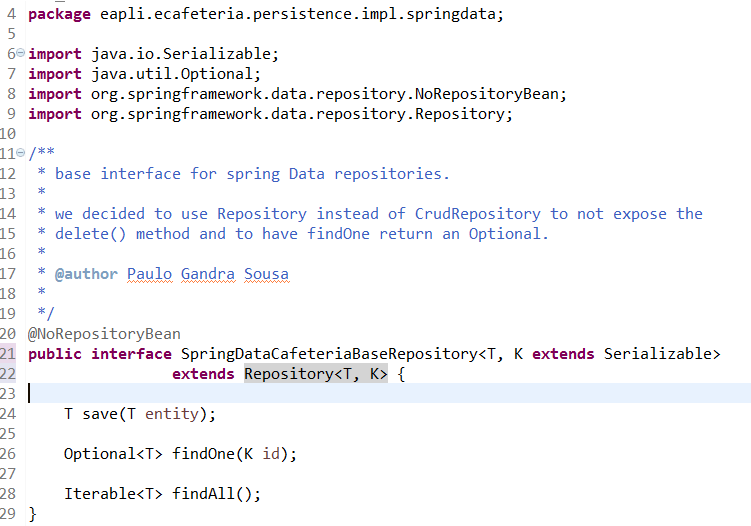 4 package eapli.ecafeteria.persistence.impl.springdata;
5
6 import java.io.Serializable;
7 import java.util.Optional;
8 import org.springframework.data.repository.NoRepositoryBean;
9 import org.springframework.data.repository.Repository;
10
11 /**
12  * base interface for spring Data repositories.
13  *
14  * we decided to use Repository instead of CrudRepository to not expose the
15  * delete() method and to have findOne return an Optional.
16  *
17  * @author Paulo Gandra Sousa
18  *
19  */
20 @NoRepositoryBean
21 public interface SpringDataCafeteriaBaseRepository<T, K extends Serializable>
22                 extends Repository<T, K> {
23
24     T save(T entity);
25
26     Optional<T> findOne(K id);
27
28     Iterable<T> findAll();
29 }